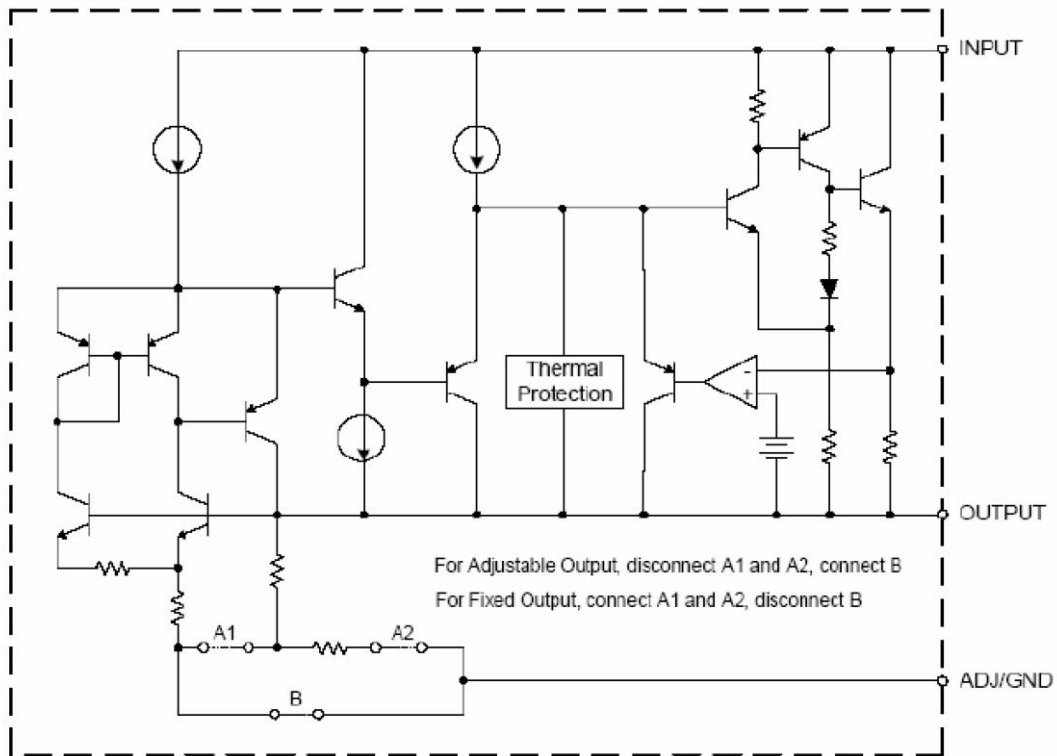 INPUT
Thermal
Protection
-
+
OUTPUT
For Adjustable Output, disconnect A1 and A2, connect B
For Fixed Output, connect A1 and A2, disconnect B
A1
A2
ADJ/GND
B